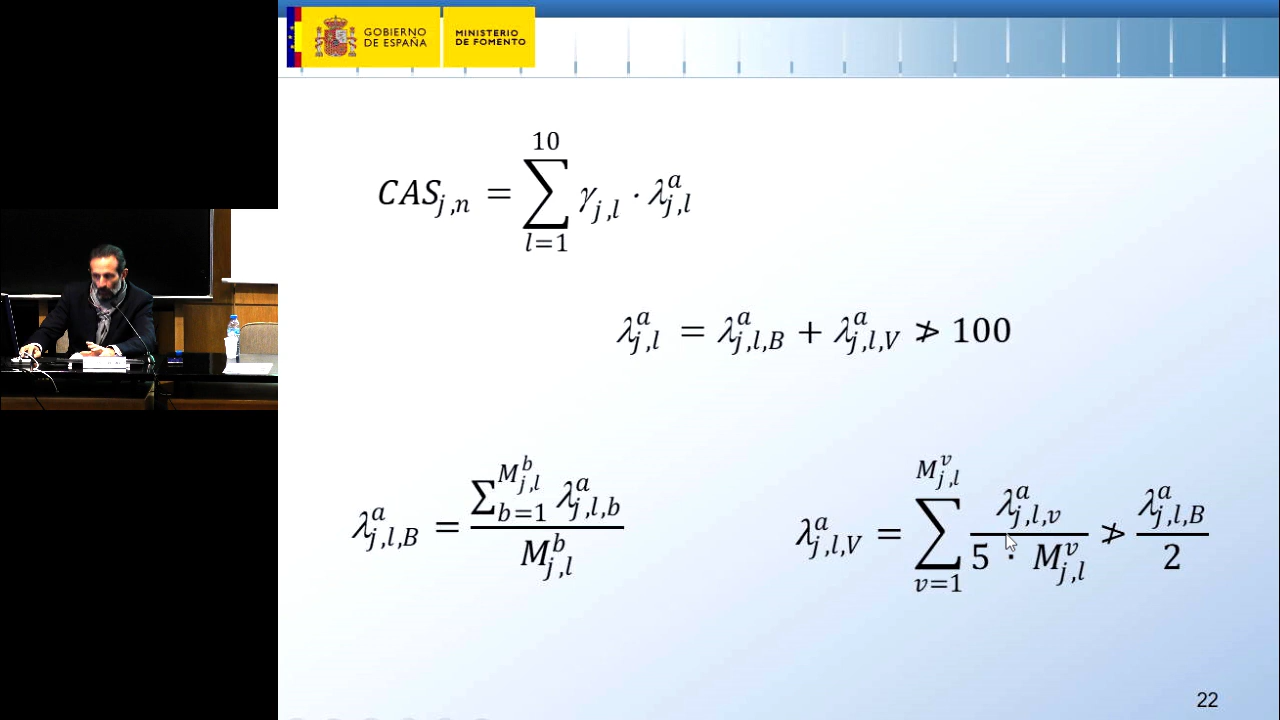 GOBIERNO
DE ESPAÑA
MINISTERIO
DE FOMENTO
$CAS_{j,n} = \sum_{l=1}^{10} \gamma_{j,l} \cdot \lambda_{j,l}^{a}$
$\lambda_{j,l}^{a} = \lambda_{j,l,B}^{a} + \lambda_{j,l,V}^{a} \ngtr 100$
$\lambda_{j,l,B}^{a} = \frac{\sum_{b=1}^{M_{j,l}^{b}} \lambda_{j,l,b}^{a}}{M_{j,l}^{b}}$
$\lambda_{j,l,V}^{a} = \sum_{v=1}^{M_{j,l}^{v}} \frac{\lambda_{j,l,v}^{a}}{5 \cdot M_{j,l}^{v}} \ngtr \frac{\lambda_{j,l,B}^{a}}{2}$
22